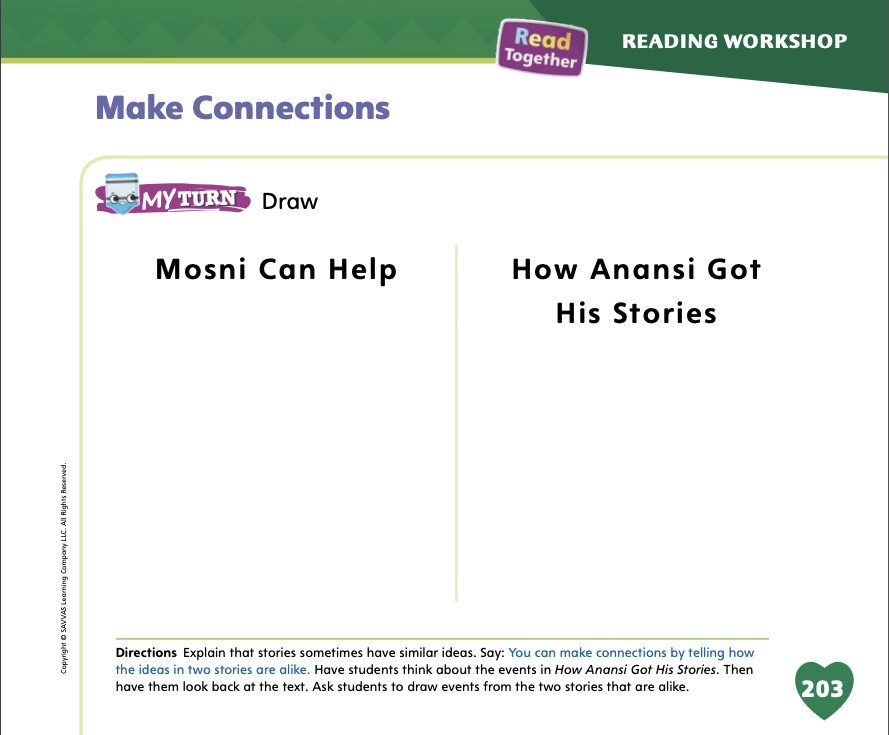 Read
Together
READING WORKSHOP
Make Connections
MY TURN Draw
Mosni Can Help
How Anansi Got
His Stories
Directions Explain that stories sometimes have similar ideas. Say: You can make connections by telling how
the ideas in two stories are alike. Have students think about the events in How Anansi Got His Stories. Then
have them look back at the text. Ask students to draw events from the two stories that are alike.
Copyright © SAVVAS Learning Company LLC. All Rights Reserved.
203